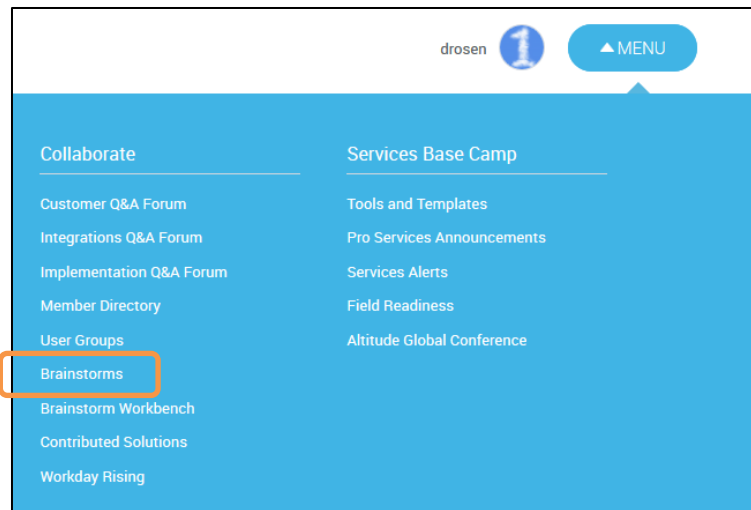 drosen
MENU
Collaborate
Customer Q&A Forum
Integrations Q&A Forum
Implementation Q&A Forum
Member Directory
User Groups
Brainstorms
Brainstorm Workbench
Contributed Solutions
Workday Rising
Services Base Camp
Tools and Templates
Pro Services Announcements
Services Alerts
Field Readiness
Altitude Global Conference